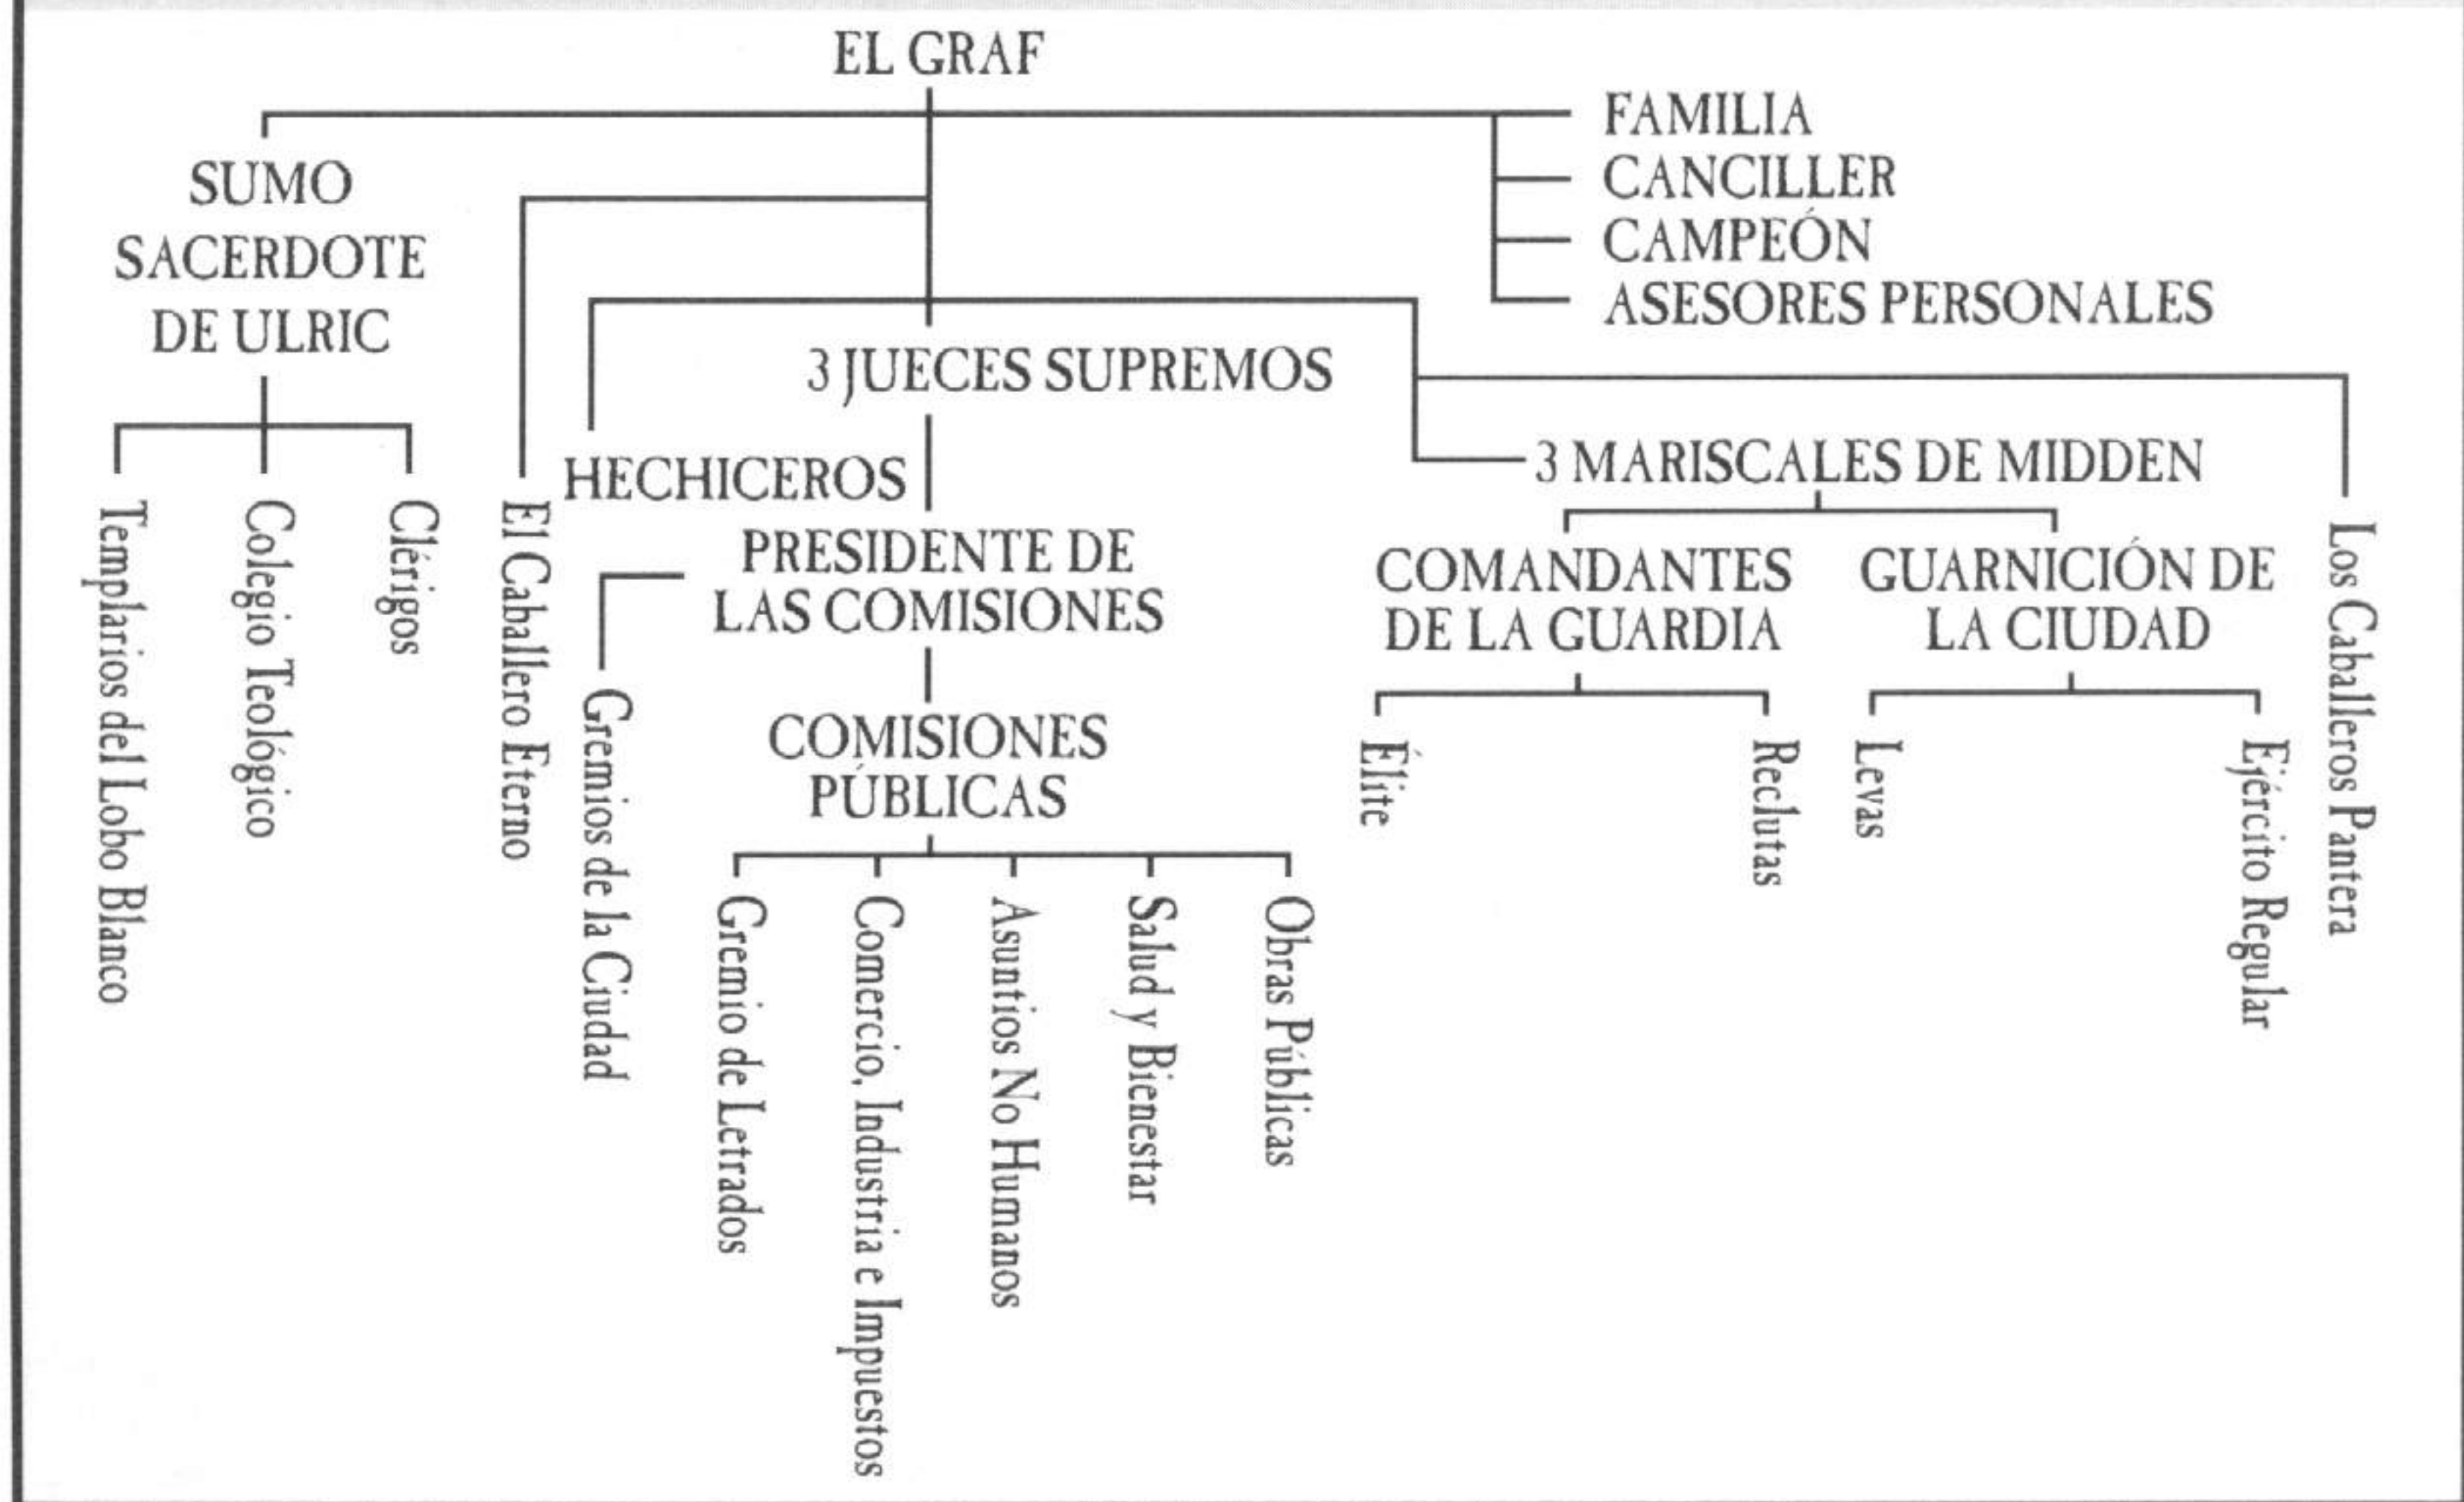 EL GRAF
FAMILIA
CANCILLER
CAMPEÓN
ASESORES PERSONALES
SUMO
SACERDOTE
DE ULRIC
Templarios del Lobo Blanco
Colegio Teológico
Clérigos
El Caballero Eterno
HECHICEROS
3 JUECES SUPREMOS
PRESIDENTE DE
LAS COMISIONES
Gremios de la Ciudad
COMISIONES
PÚBLICAS
Gremio de Letrados
Comercio, Industria e Impuestos
Asuntios No Humanos
Salud y Bienestar
Obras Públicas
3 MARISCALES DE MIDDEN
COMANDANTES
DE LA GUARDIA
Élite
Reclutas
GUARNICIÓN DE
LA CIUDAD
Levas
Ejército Regular
Los Caballeros Pantera